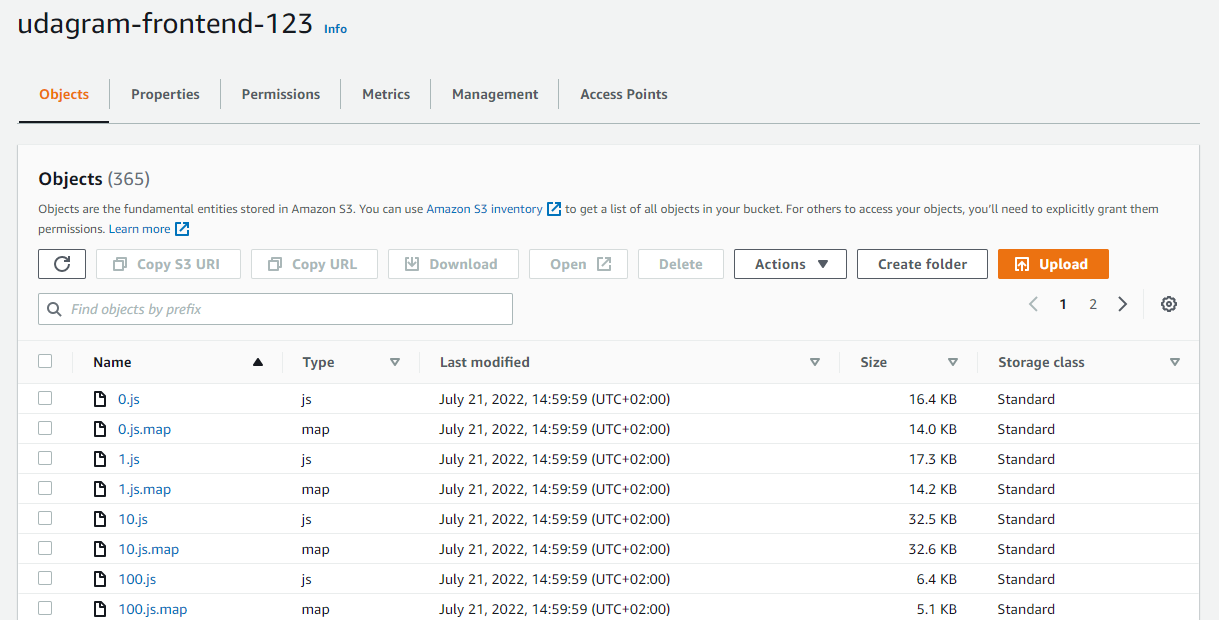 udagram-frontend-123 Info
Objects Properties Permissions Metrics Management Access Points
Objects (365)
Objects are the fundamental entities stored in Amazon S3. You can use Amazon S3 inventory to get a list of all objects in your bucket. For others to access your objects, you'll need to explicitly grant them
permissions. Learn more
Copy S3 URI Copy URL Download Open Delete Actions Create folder Upload
Find objects by prefix 1 2
Name Type Last modified Size Storage class
0.js js July 21, 2022, 14:59:59 (UTC+02:00) 16.4 KB Standard
0.js.map map July 21, 2022, 14:59:59 (UTC+02:00) 14.0 KB Standard
1.js js July 21, 2022, 14:59:59 (UTC+02:00) 17.3 KB Standard
1.js.map map July 21, 2022, 14:59:59 (UTC+02:00) 14.2 KB Standard
10.js js July 21, 2022, 14:59:59 (UTC+02:00) 32.5 KB Standard
10.js.map map July 21, 2022, 14:59:59 (UTC+02:00) 32.6 KB Standard
100.js js July 21, 2022, 14:59:59 (UTC+02:00) 6.4 KB Standard
100.js.map map July 21, 2022, 14:59:59 (UTC+02:00) 5.1 KB Standard